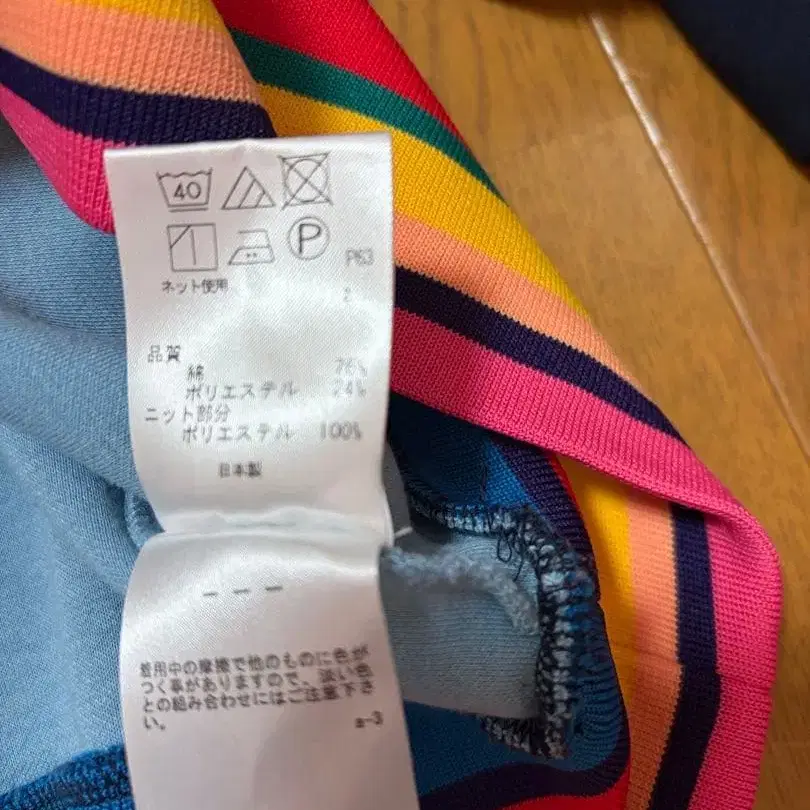 40
P
P63
2
ネット使用
品質
綿 76%
ポリエステル 24%
ニット部分
ポリエステル 100%
日本製
---
着用中の摩擦で他のものに色が
つく事がありますので、淡い色
との組み合わせにはご注意下さ
い。
a-3